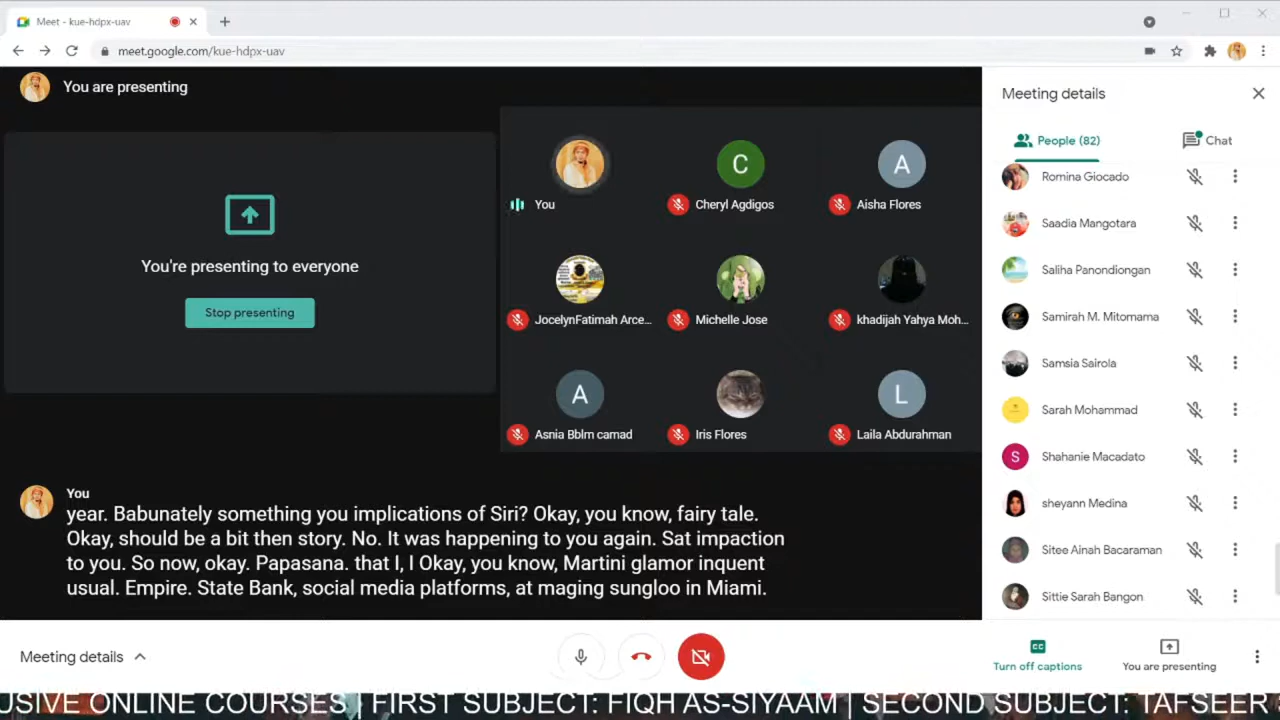 Meet - kue-hdpx-uav
meet.google.com/kue-hdpx-uav
You are presenting
You're presenting to everyone
Stop presenting
You
C
Cheryl Agdigos
A
Aisha Flores
JocelynFatimah Arce...
Michelle Jose
khadijah Yahya Moh...
A
Asnia Bblm camad
Iris Flores
L
Laila Abdurahman
You
year. Babunately something you implications of Siri? Okay, you know, fairy tale.
Okay, should be a bit then story. No. It was happening to you again. Sat impaction
to you. So now, okay. Papasana. that I, I Okay, you know, Martini glamor inquent
usual. Empire. State Bank, social media platforms, at maging sungloo in Miami.
Meeting details
People (82)
Chat
Romina Giocado
Saadia Mangotara
Saliha Panondiongan
Samirah M. Mitomama
Samsia Sairola
Sarah Mohammad
S
Shahanie Macadato
sheyann Medina
Sitee Ainah Bacaraman
Sittie Sarah Bangon
Meeting details
CC
Turn off captions
You are presenting
USIVE ONLINE COURSES | FIRST SUBJECT: FIQH AS-SIYAAM | SECOND SUBJECT: TAFSEER